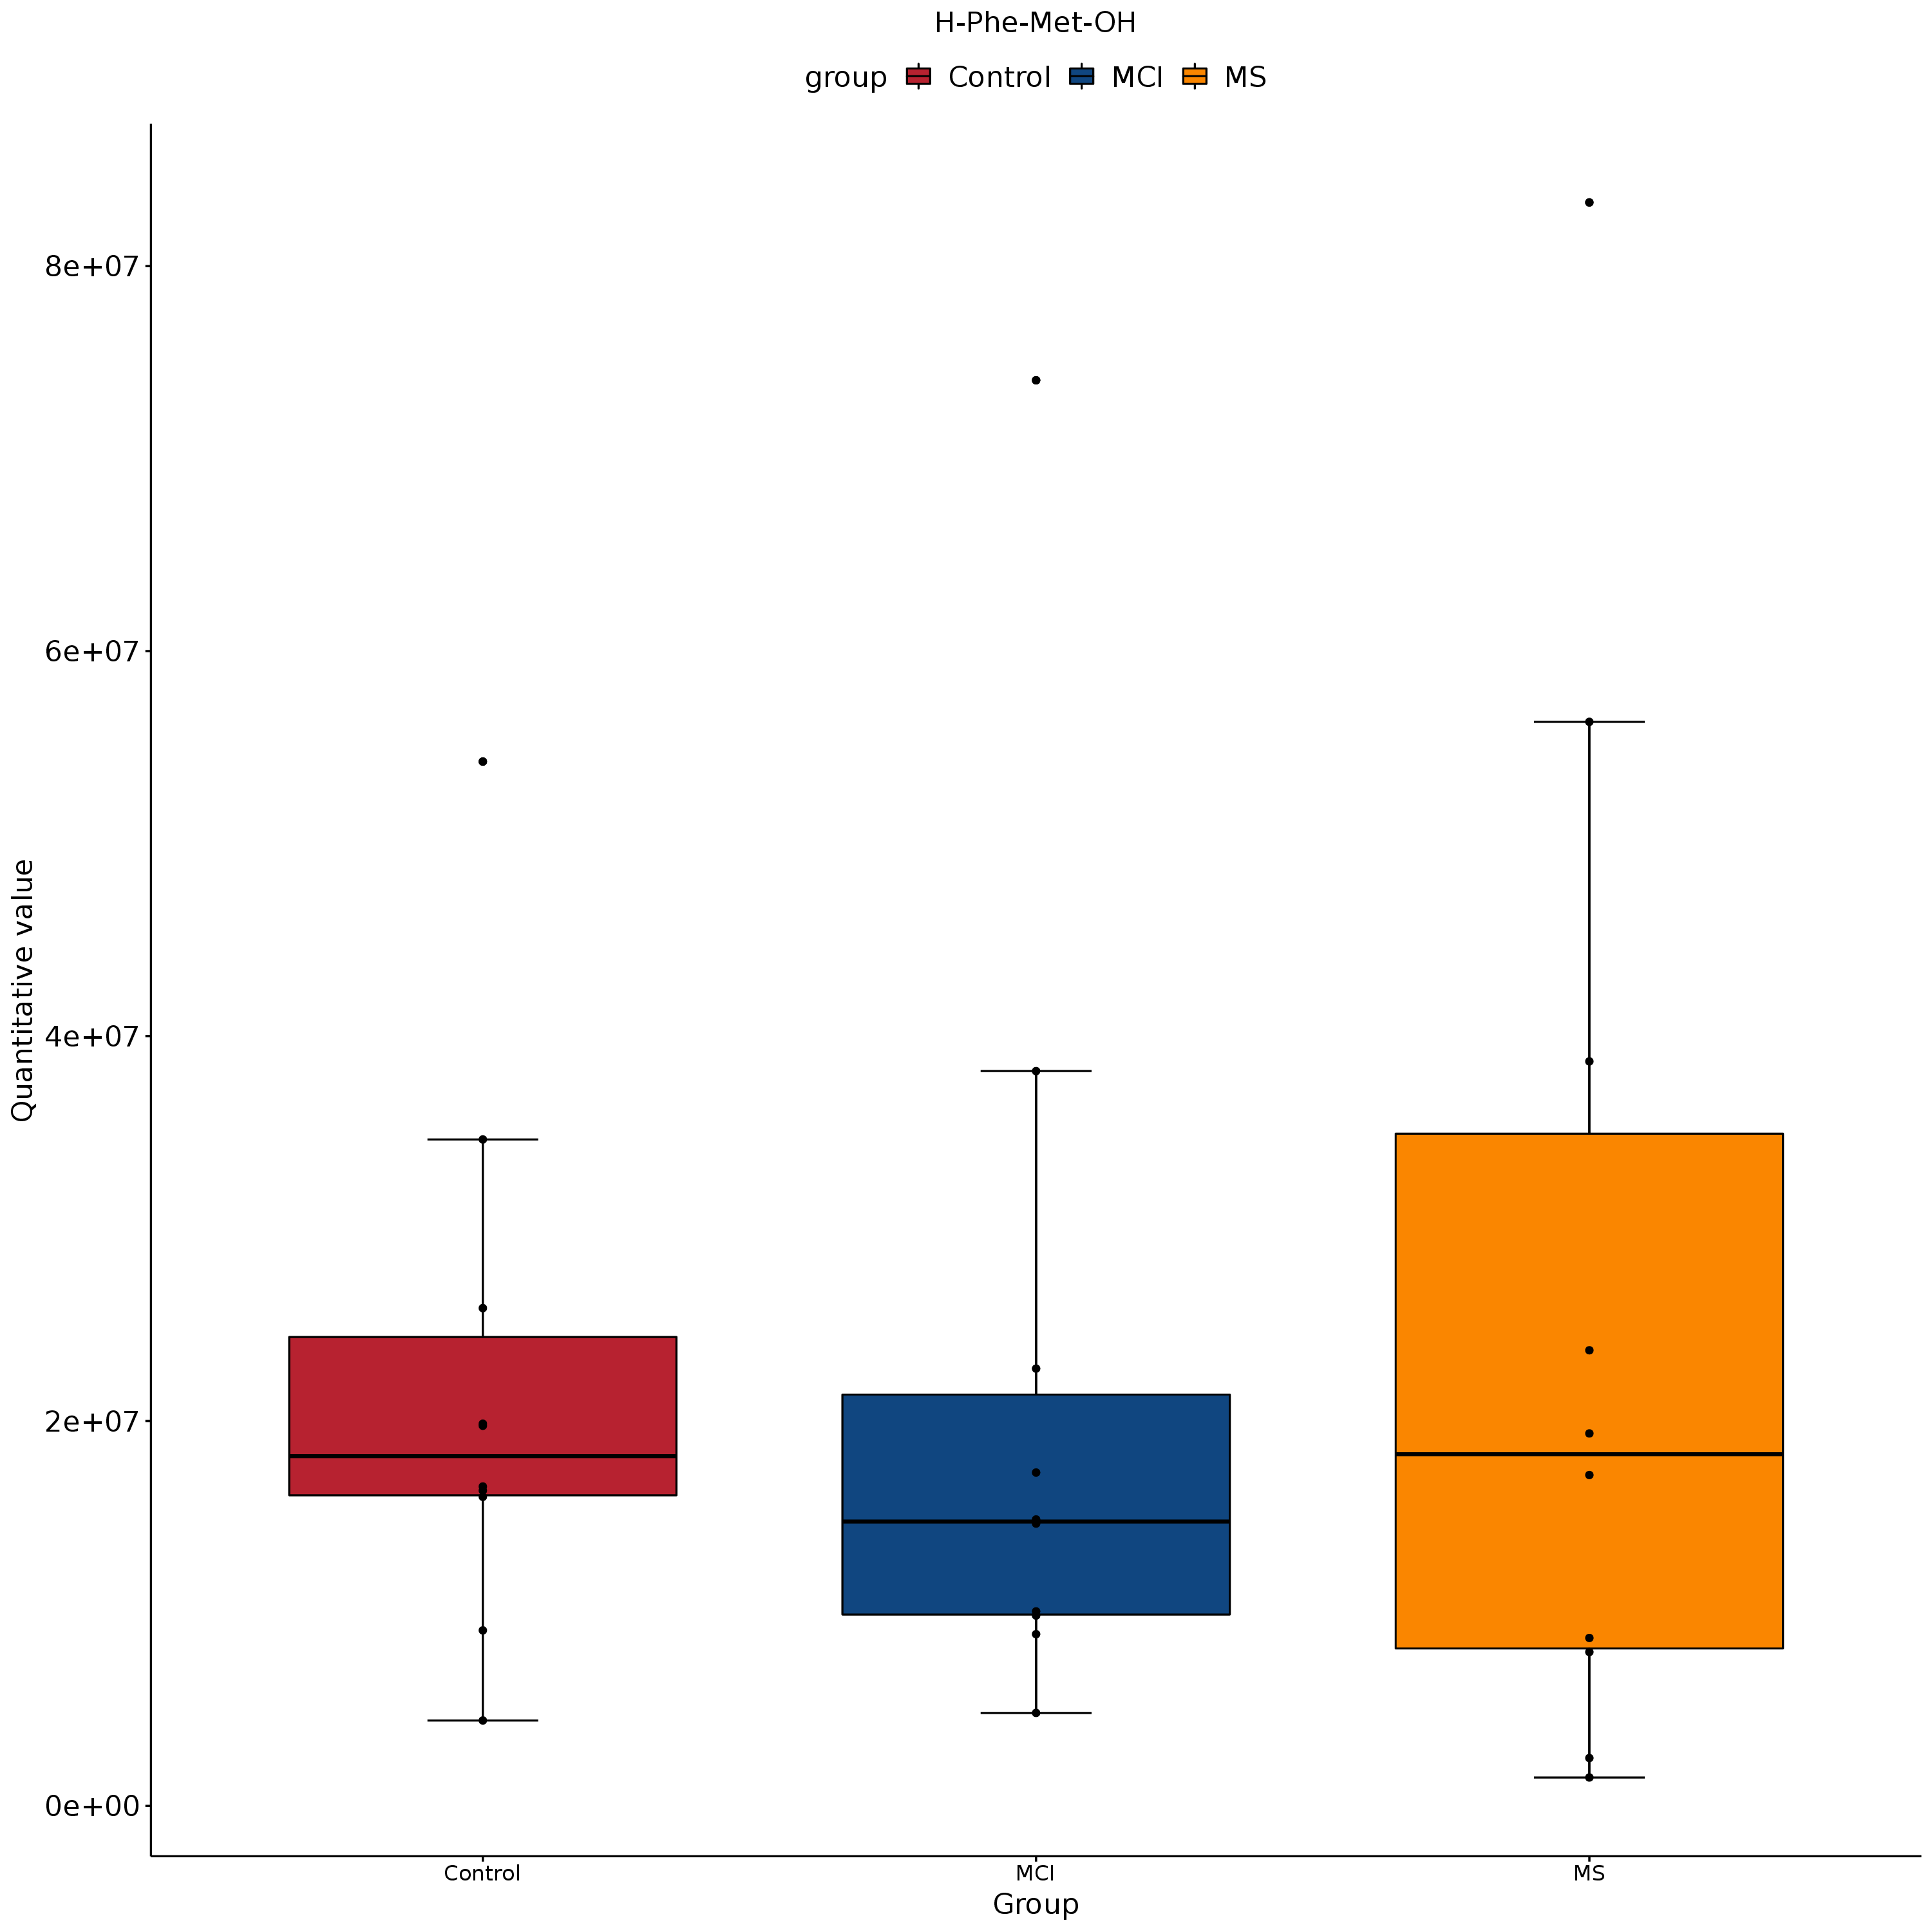 H-Phe-Met-OH
group Control MCI MS
Quantitative value
8e+07
6e+07
4e+07
2e+07
0e+00
Control MCI MS
Group